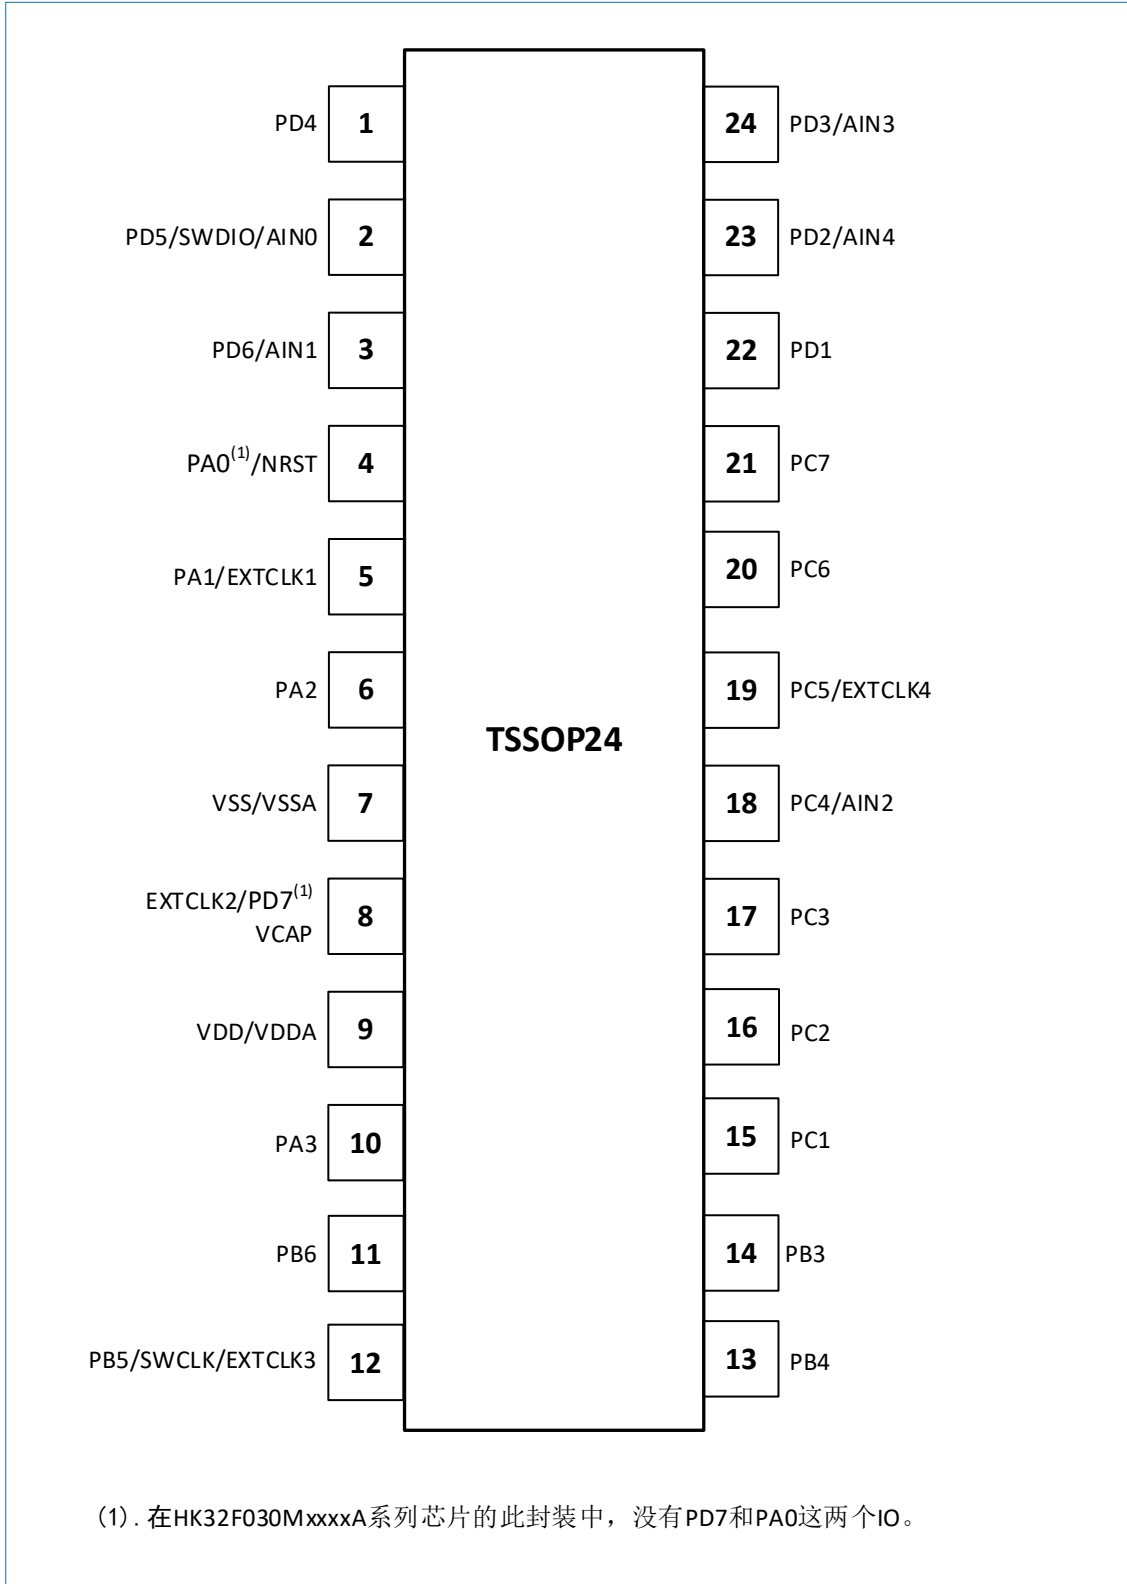 PD4 1 24 PD3/AIN3
PD5/SWDIO/AIN0 2 23 PD2/AIN4
PD6/AIN1 3 22 PD1
PA0(1)/NRST 4 21 PC7
PA1/EXTCLK1 5 20 PC6
PA2 6 19 PC5/EXTCLK4
TSSOP24
VSS/VSSA 7 18 PC4/AIN2
EXTCLK2/PD7(1)
VCAP 8 17 PC3
VDD/VDDA 9 16 PC2
PA3 10 15 PC1
PB6 11 14 PB3
PB5/SWCLK/EXTCLK3 12 13 PB4
(1). 在HK32F030MxxxxA系列芯片的此封装中，没有PD7和PA0这两个IO。